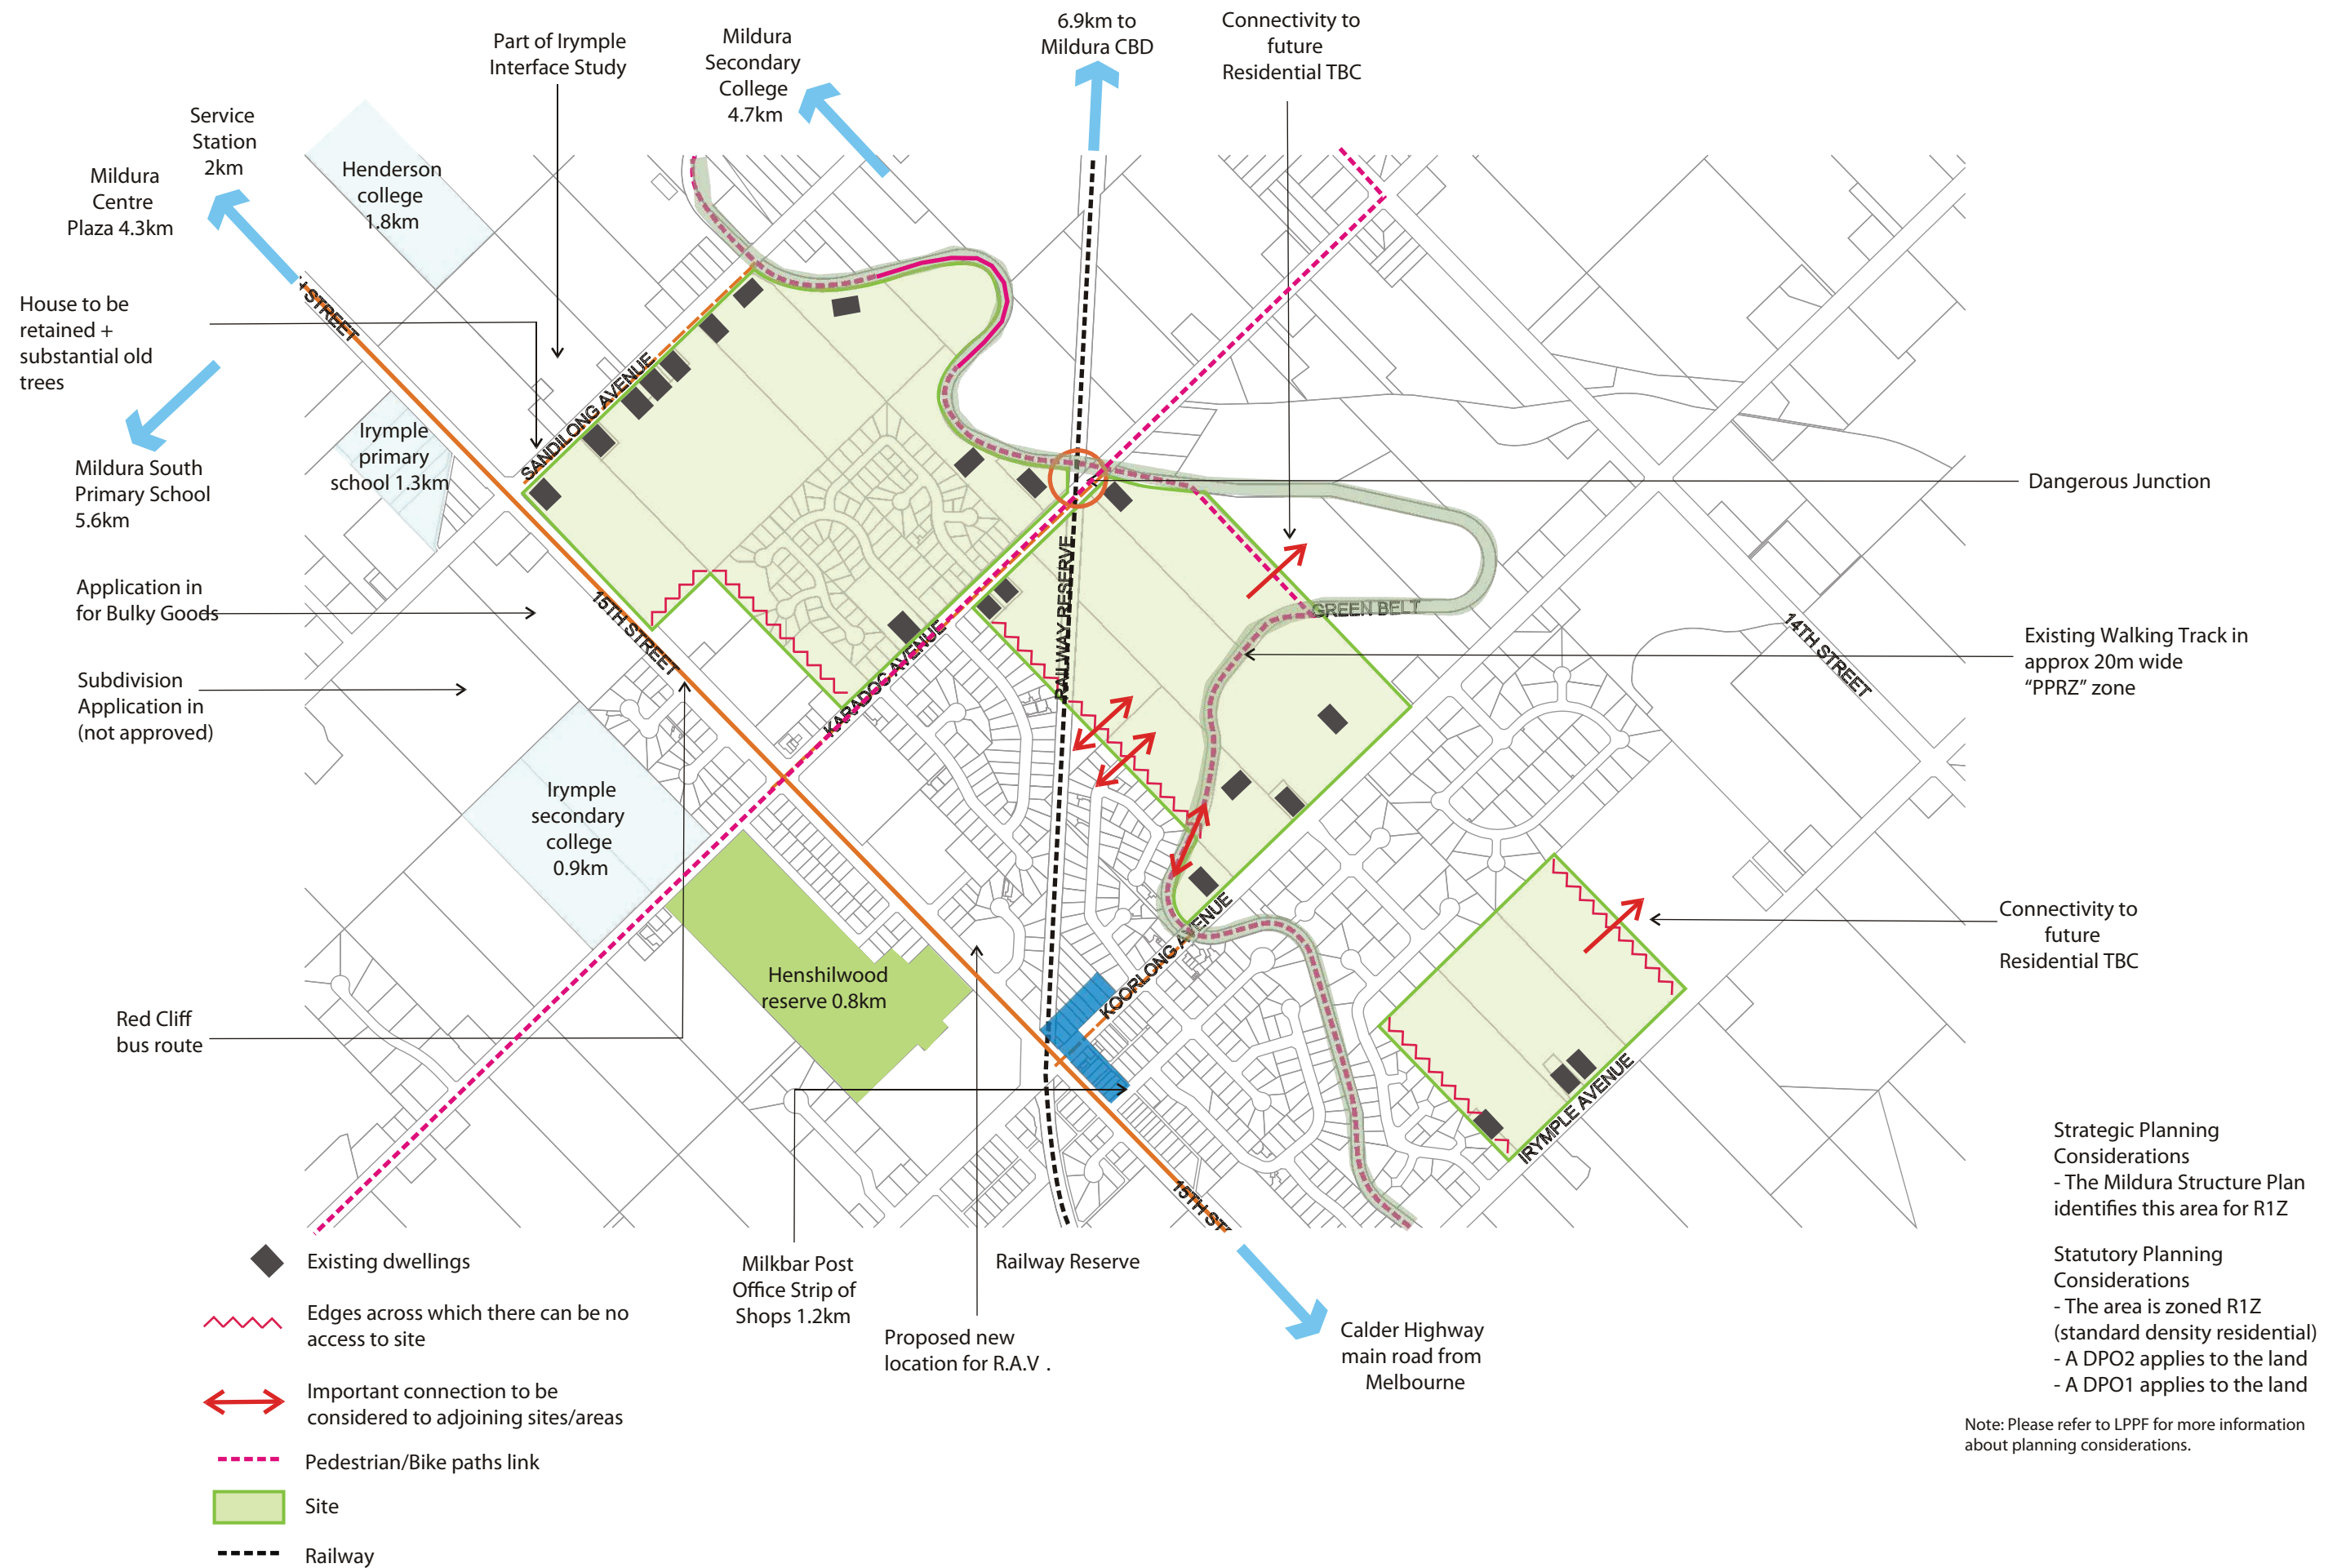 Part of Irymple
Interface Study
Mildura
Secondary
College
4.7km
6.9km to
Mildura CBD
Connectivity to
future
Residential TBC
Service
Station
2km
Mildura
Centre
Plaza 4.3km
Henderson
college
1.8km
House to be
retained +
substantial old
trees
STREET
SANDILONG AVENUE
Irymple
primary
school 1.3km
Mildura South
Primary School
5.6km
Dangerous Junction
Application in
for Bulky Goods
15TH STREET
RAILWAY RESERVE
GREEN BELT
14TH STREET
Existing Walking Track in
approx 20m wide
“PPRZ” zone
Subdivision
Application in
(not approved)
KARADOC AVENUE
Irymple
secondary
college
0.9km
Connectivity to
future
Residential TBC
KOORLONG AVENUE
Henshilwood
reserve 0.8km
Red Cliff
bus route
IRYMPLE AVENUE
15TH ST
Strategic Planning
Considerations
- The Mildura Structure Plan
identifies this area for R1Z
Statutory Planning
Considerations
- The area is zoned R1Z
(standard density residential)
- A DPO2 applies to the land
- A DPO1 applies to the land
Note: Please refer to LPPF for more information
about planning considerations.
Milkbar Post
Office Strip of
Shops 1.2km
Railway Reserve
Proposed new
location for R.A.V .
Calder Highway
main road from
Melbourne
Existing dwellings
Edges across which there can be no
access to site
Important connection to be
considered to adjoining sites/areas
Pedestrian/Bike paths link
Site
Railway